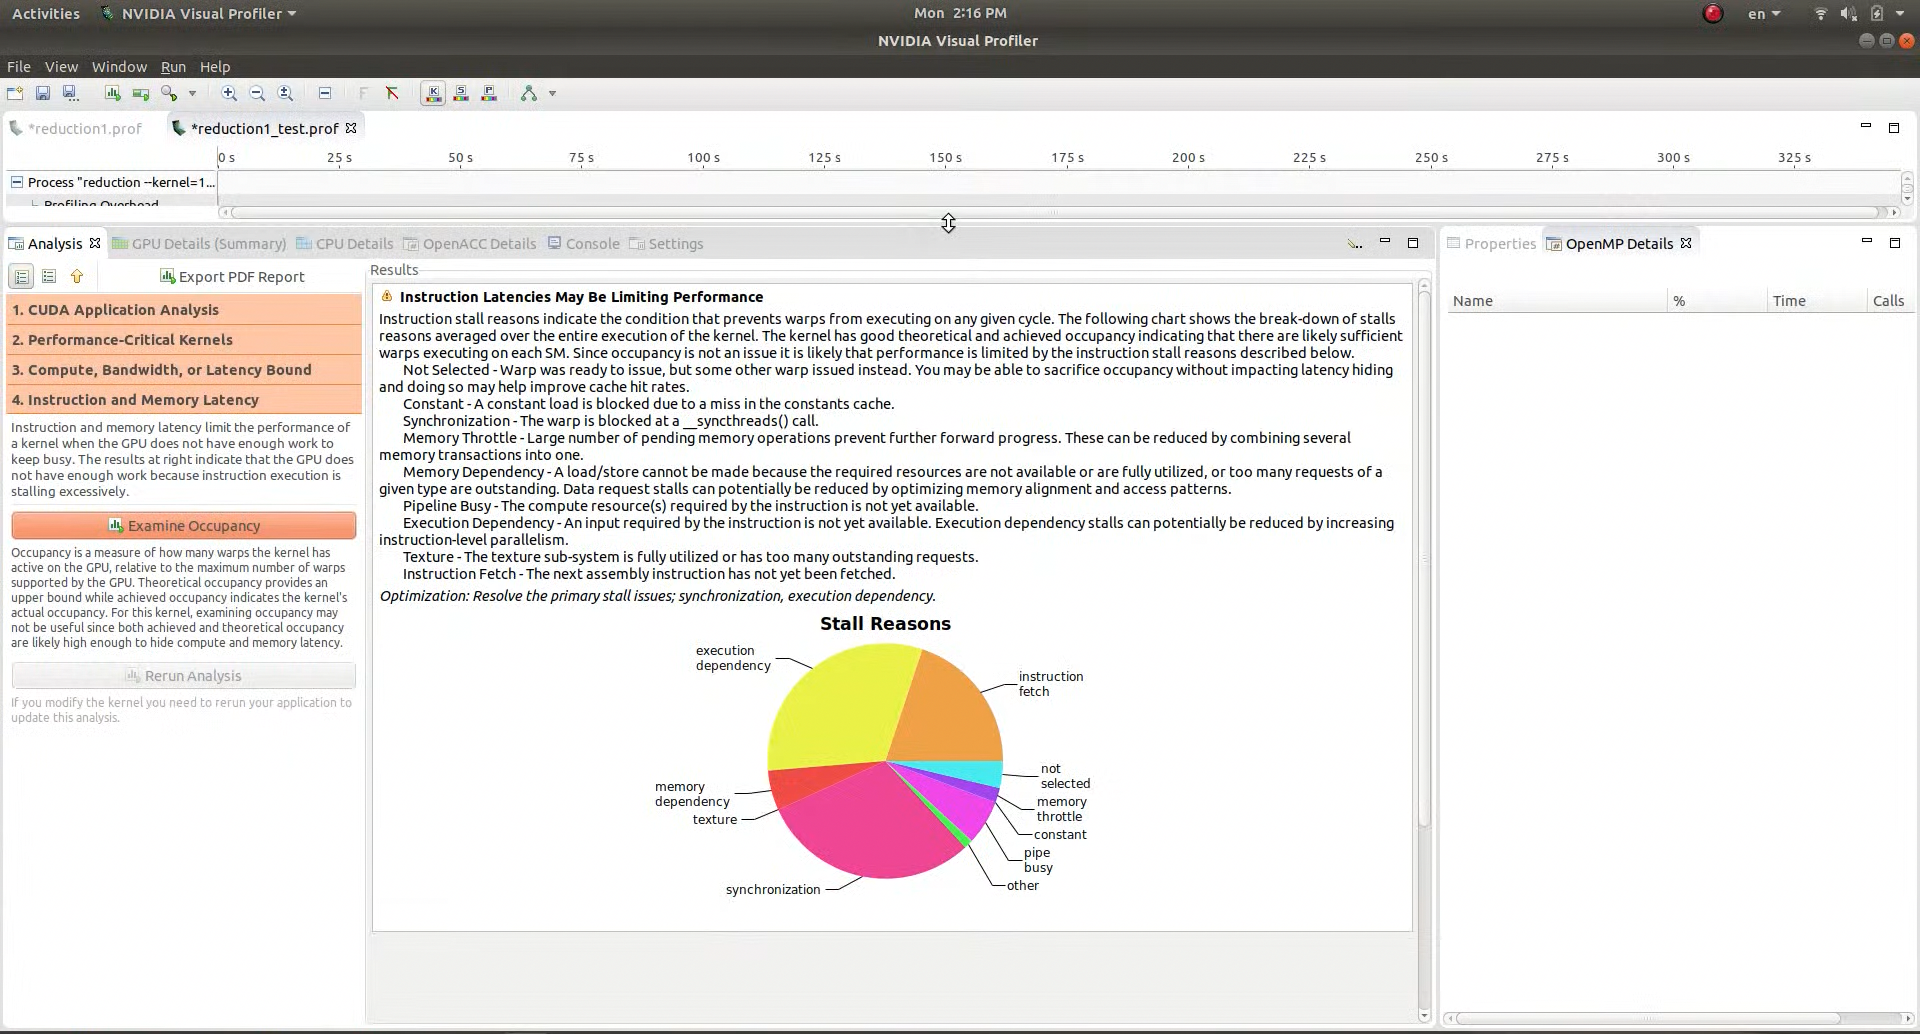 Activities NVIDIA Visual Profiler Mon 2:16 PM en
NVIDIA Visual Profiler
File View Window Run Help
F K S P
*reduction1.prof *reduction1_test.prof
0 s 25 s 50 s 75 s 100 s 125 s 150 s 175 s 200 s 225 s 250 s 275 s 300 s 325 s
Process "reduction --kernel=1...
Profiling Overhead
Analysis GPU Details (Summary) CPU Details OpenACC Details Console Settings
Export PDF Report
1. CUDA Application Analysis
2. Performance-Critical Kernels
3. Compute, Bandwidth, or Latency Bound
4. Instruction and Memory Latency
Instruction and memory latency limit the performance of
a kernel when the GPU does not have enough work to
keep busy. The results at right indicate that the GPU does
not have enough work because instruction execution is
stalling excessively.
Examine Occupancy
Occupancy is a measure of how many warps the kernel has
active on the GPU, relative to the maximum number of warps
supported by the GPU. Theoretical occupancy provides an
upper bound while achieved occupancy indicates the kernel's
actual occupancy. For this kernel, examining occupancy may
not be useful since both achieved and theoretical occupancy
are likely high enough to hide compute and memory latency.
Rerun Analysis
If you modify the kernel you need to rerun your application to
update this analysis.
Results
Instruction Latencies May Be Limiting Performance
Instruction stall reasons indicate the condition that prevents warps from executing on any given cycle. The following chart shows the break-down of stalls
reasons averaged over the entire execution of the kernel. The kernel has good theoretical and achieved occupancy indicating that there are likely sufficient
warps executing on each SM. Since occupancy is not an issue it is likely that performance is limited by the instruction stall reasons described below.
Not Selected - Warp was ready to issue, but some other warp issued instead. You may be able to sacrifice occupancy without impacting latency hiding
and doing so may help improve cache hit rates.
Constant - A constant load is blocked due to a miss in the constants cache.
Synchronization - The warp is blocked at a __syncthreads() call.
Memory Throttle - Large number of pending memory operations prevent further forward progress. These can be reduced by combining several
memory transactions into one.
Memory Dependency - A load/store cannot be made because the required resources are not available or are fully utilized, or too many requests of a
given type are outstanding. Data request stalls can potentially be reduced by optimizing memory alignment and access patterns.
Pipeline Busy - The compute resource(s) required by the instruction is not yet available.
Execution Dependency - An input required by the instruction is not yet available. Execution dependency stalls can potentially be reduced by increasing
instruction-level parallelism.
Texture - The texture sub-system is fully utilized or has too many outstanding requests.
Instruction Fetch - The next assembly instruction has not yet been fetched.
Optimization: Resolve the primary stall issues; synchronization, execution dependency.
Stall Reasons
execution
dependency
instruction
fetch
not
selected
memory
dependency
memory
throttle
texture
constant
pipe
busy
other
synchronization
Properties OpenMP Details
Name % Time Calls